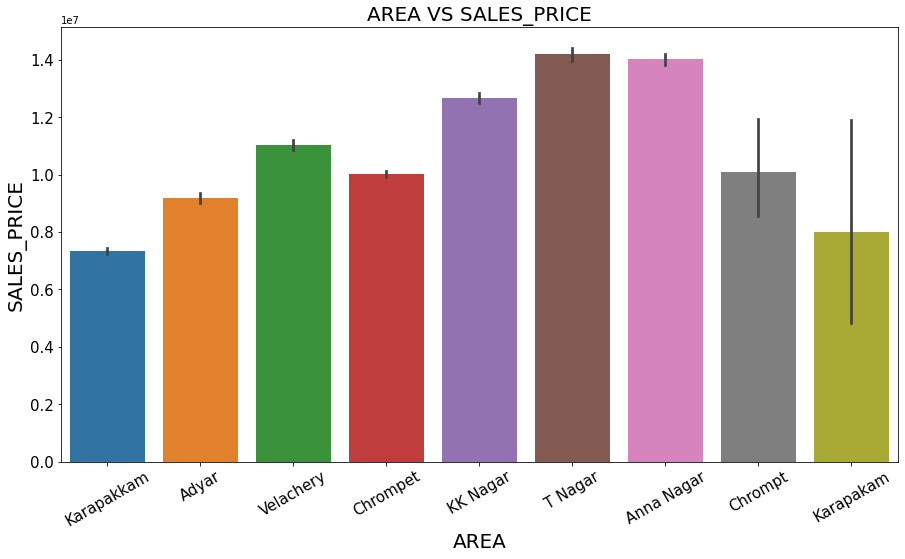 AREA VS SALES_PRICE
1e7
1.4
1.2
1.0
0.8
0.6
0.4
0.2
0.0
SALES_PRICE
Karapakkam
Adyar
Velachery
Chrompet
KK Nagar
T Nagar
Anna Nagar
Chrompt
Karapakam
AREA